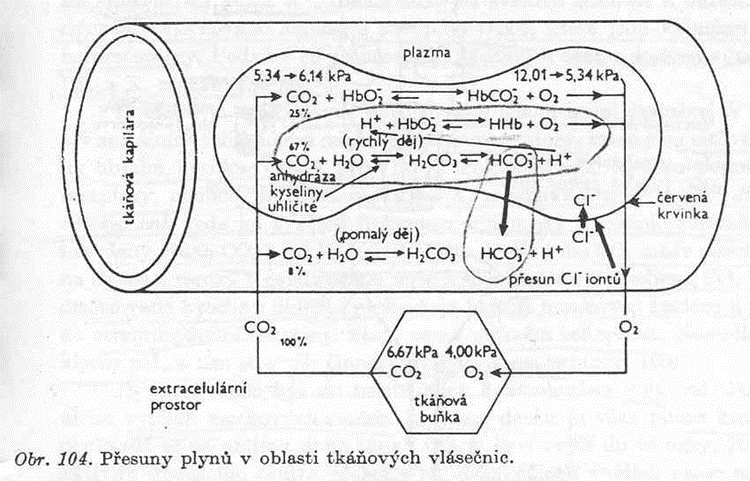 plazma
5,34→6,14 kPa 12,01→5,34 kPa
CO₂ + HbO₂⁻ ⇌ HbCO₂⁻ + O₂
25%
H⁺ + HbO₂⁻ ⇌ HHb + O₂
(rychlý děj)
67%
CO₂ + H₂O ⇌ H₂CO₃ ⇌ HCO₃⁻ + H⁺
anhydráza
kyseliny
uhličité
tkáňová kapilára
Cl⁻
Cl⁻
červená
krvinka
(pomalý děj)
CO₂ + H₂O ⇌ H₂CO₃ HCO₃⁻ + H⁺
8%
přesun Cl⁻ iontů
CO₂ 100%
O₂
6,67 kPa 4,00 kPa
CO₂ O₂
tkáňová
buňka
extracelulární
prostor
Obr. 104. Přesuny plynů v oblasti tkáňových vlásečnic.